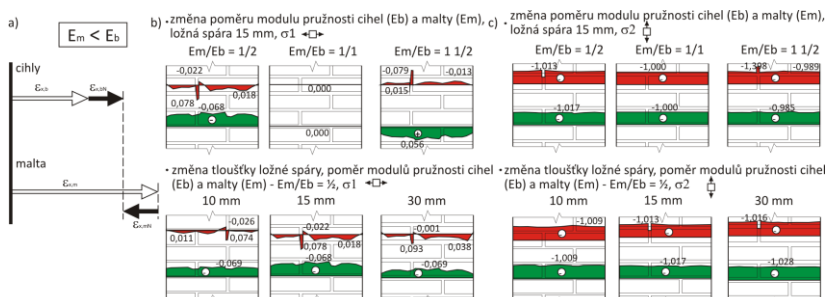 a)
Em < Eb
cihly
εx,b
εx,bN
malta
εx,m
εx,mN
b) · změna poměru modulu pružnosti cihel (Eb) a malty (Em),
ložná spára 15 mm, σ1
Em/Eb = 1/2
Em/Eb = 1/1
Em/Eb = 1 1/2
-0,022
0,078
0,018
-0,068
0,000
0,000
-0,079
-0,013
0,015
0,056
· změna tloušťky ložné spáry, poměr modulů pružnosti cihel
(Eb) a malty (Em) - Em/Eb = ½, σ1
10 mm
15 mm
30 mm
-0,026
0,011
0,074
-0,069
-0,022
0,078
0,018
-0,068
-0,001
0,093
0,038
-0,069
c) · změna poměru modulu pružnosti cihel (Eb) a malty (Em),
ložná spára 15 mm, σ2
Em/Eb = 1/2
Em/Eb = 1/1
Em/Eb = 1 1/2
-1,013
-1,017
-1,000
-1,000
-1,398
-0,989
-0,985
· změna tloušťky ložné spáry, poměr modulů pružnosti cihel
(Eb) a malty (Em) - Em/Eb = ½, σ2
10 mm
15 mm
30 mm
-1,009
-1,009
-1,013
-1,017
-1,016
-1,028